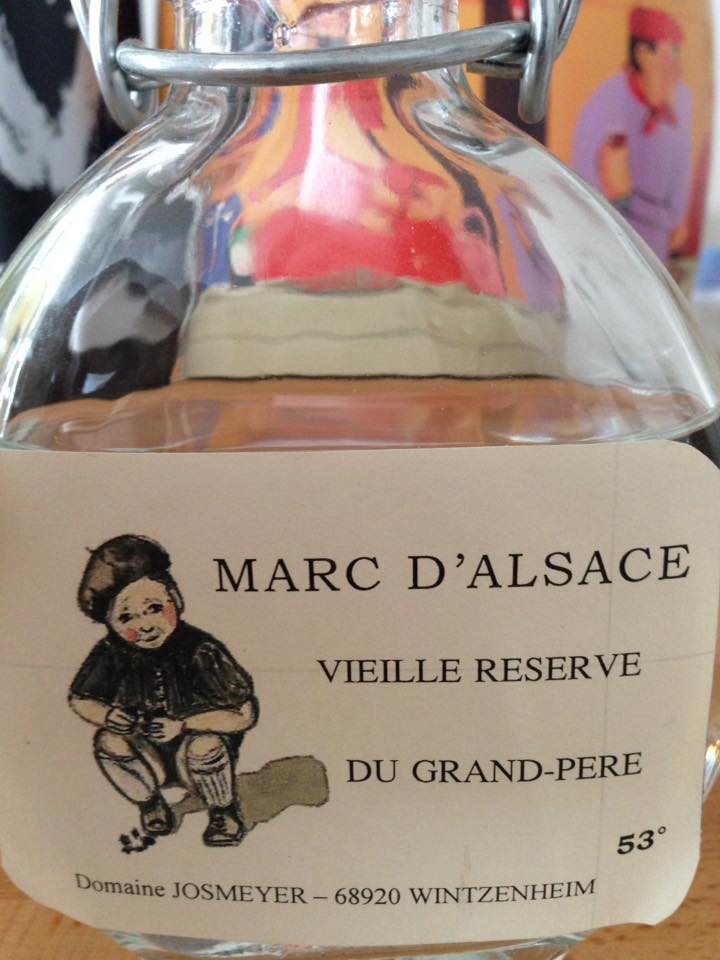 MARC D'ALSACE
VIEILLE RESERVE
DU GRAND-PERE
53°
Domaine JOSMEYER – 68920 WINTZENHEIM